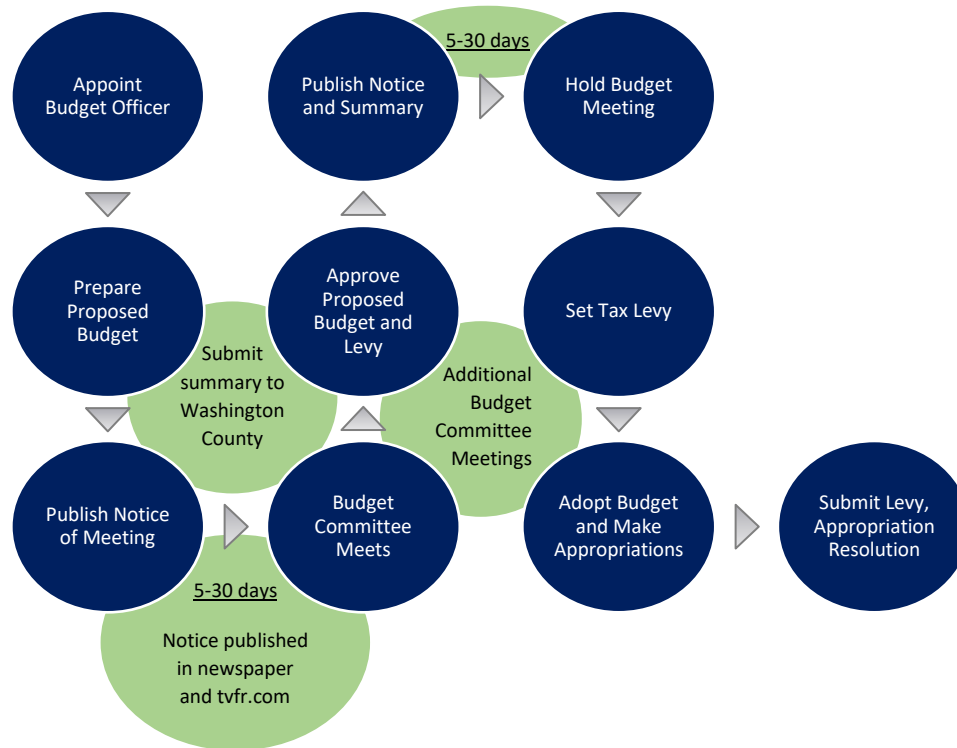 Appoint
Budget Officer
Prepare
Proposed
Budget
Publish Notice
of Meeting
5-30 days
Notice published
in newspaper
and tvfr.com
Submit
summary to
Washington
County
Budget
Committee
Meets
Additional
Budget
Committee
Meetings
Approve
Proposed
Budget and
Levy
Publish Notice
and Summary
5-30 days
Hold Budget
Meeting
Set Tax Levy
Adopt Budget
and Make
Appropriations
Submit Levy,
Appropriation
Resolution